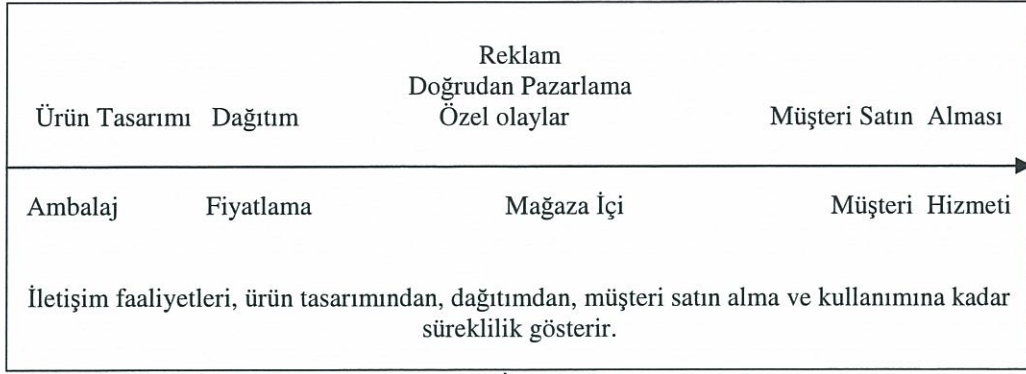 Reklam
Doğrudan Pazarlama
Ürün Tasarımı Dağıtım Özel olaylar Müşteri Satın Alması
Ambalaj Fiyatlama Mağaza İçi Müşteri Hizmeti
İletişim faaliyetleri, ürün tasarımından, dağıtımdan, müşteri satın alma ve kullanımına kadar
süreklilik gösterir.